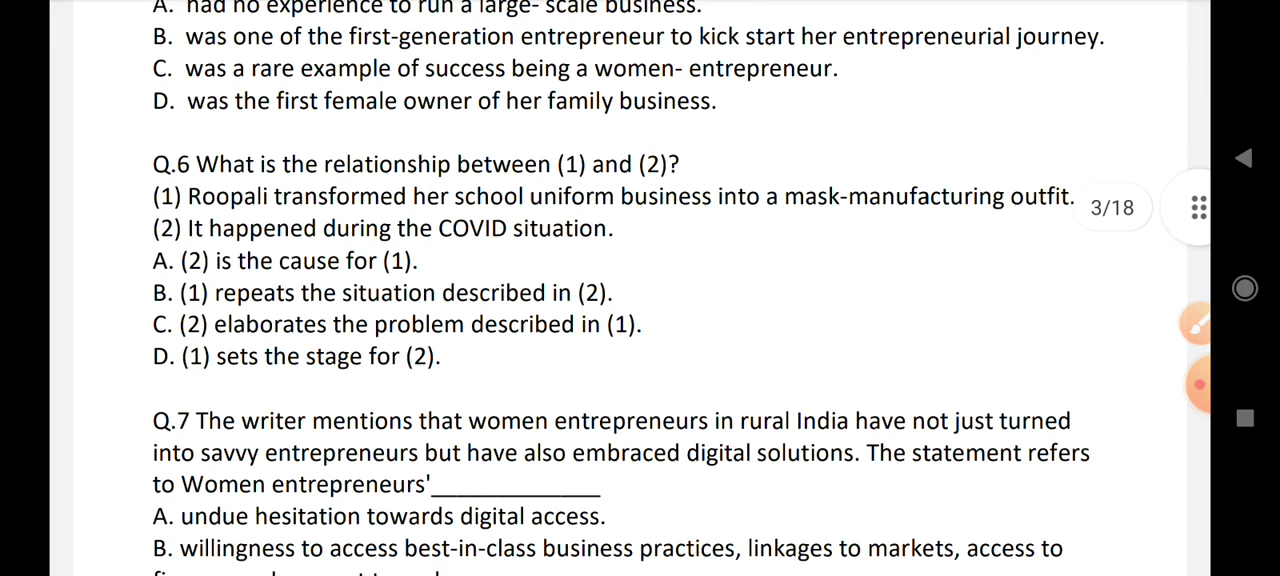 A. had no experience to run a large- scale business.
B. was one of the first-generation entrepreneur to kick start her entrepreneurial journey.
C. was a rare example of success being a women- entrepreneur.
D. was the first female owner of her family business.
Q.6 What is the relationship between (1) and (2)?
(1) Roopali transformed her school uniform business into a mask-manufacturing outfit.
3/18
(2) It happened during the COVID situation.
A. (2) is the cause for (1).
B. (1) repeats the situation described in (2).
C. (2) elaborates the problem described in (1).
D. (1) sets the stage for (2).
Q.7 The writer mentions that women entrepreneurs in rural India have not just turned
into savvy entrepreneurs but have also embraced digital solutions. The statement refers
to Women entrepreneurs'_____________
A. undue hesitation towards digital access.
B. willingness to access best-in-class business practices, linkages to markets, access to